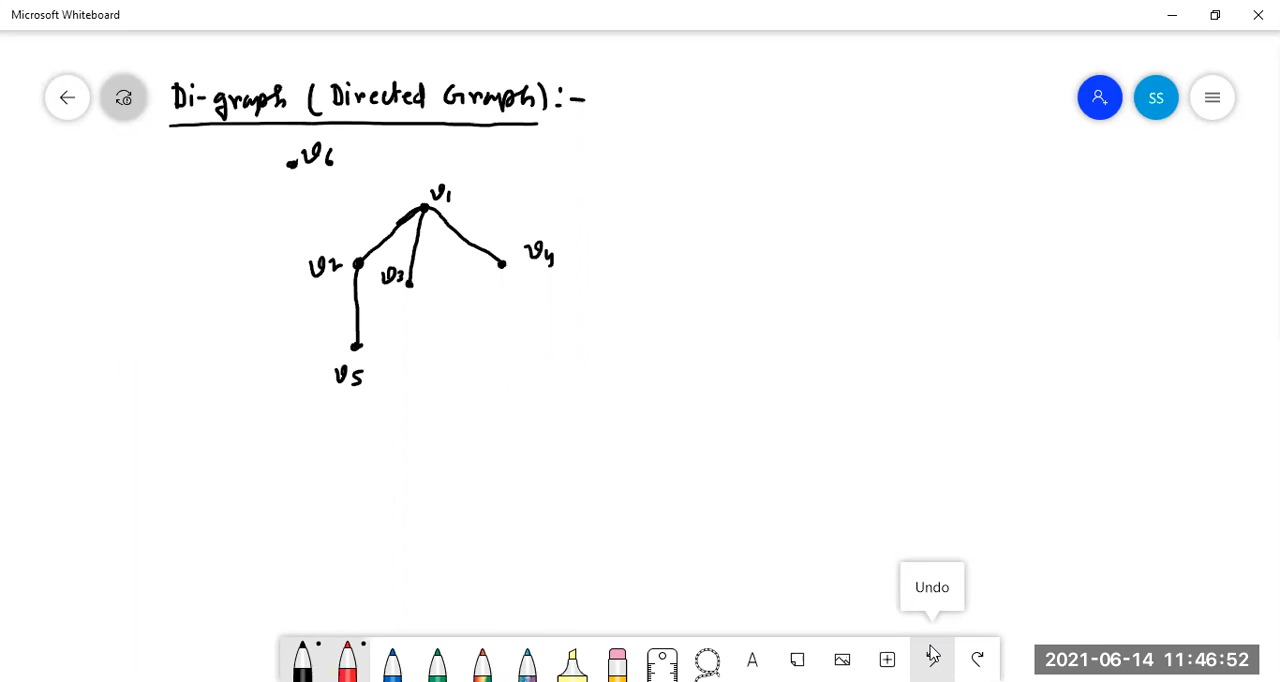 Microsoft Whiteboard
Di-graph (Directed Graph):-
v6
v1
v2
v3
v4
v5
SS
Undo
A
2021-06-14 11:46:52